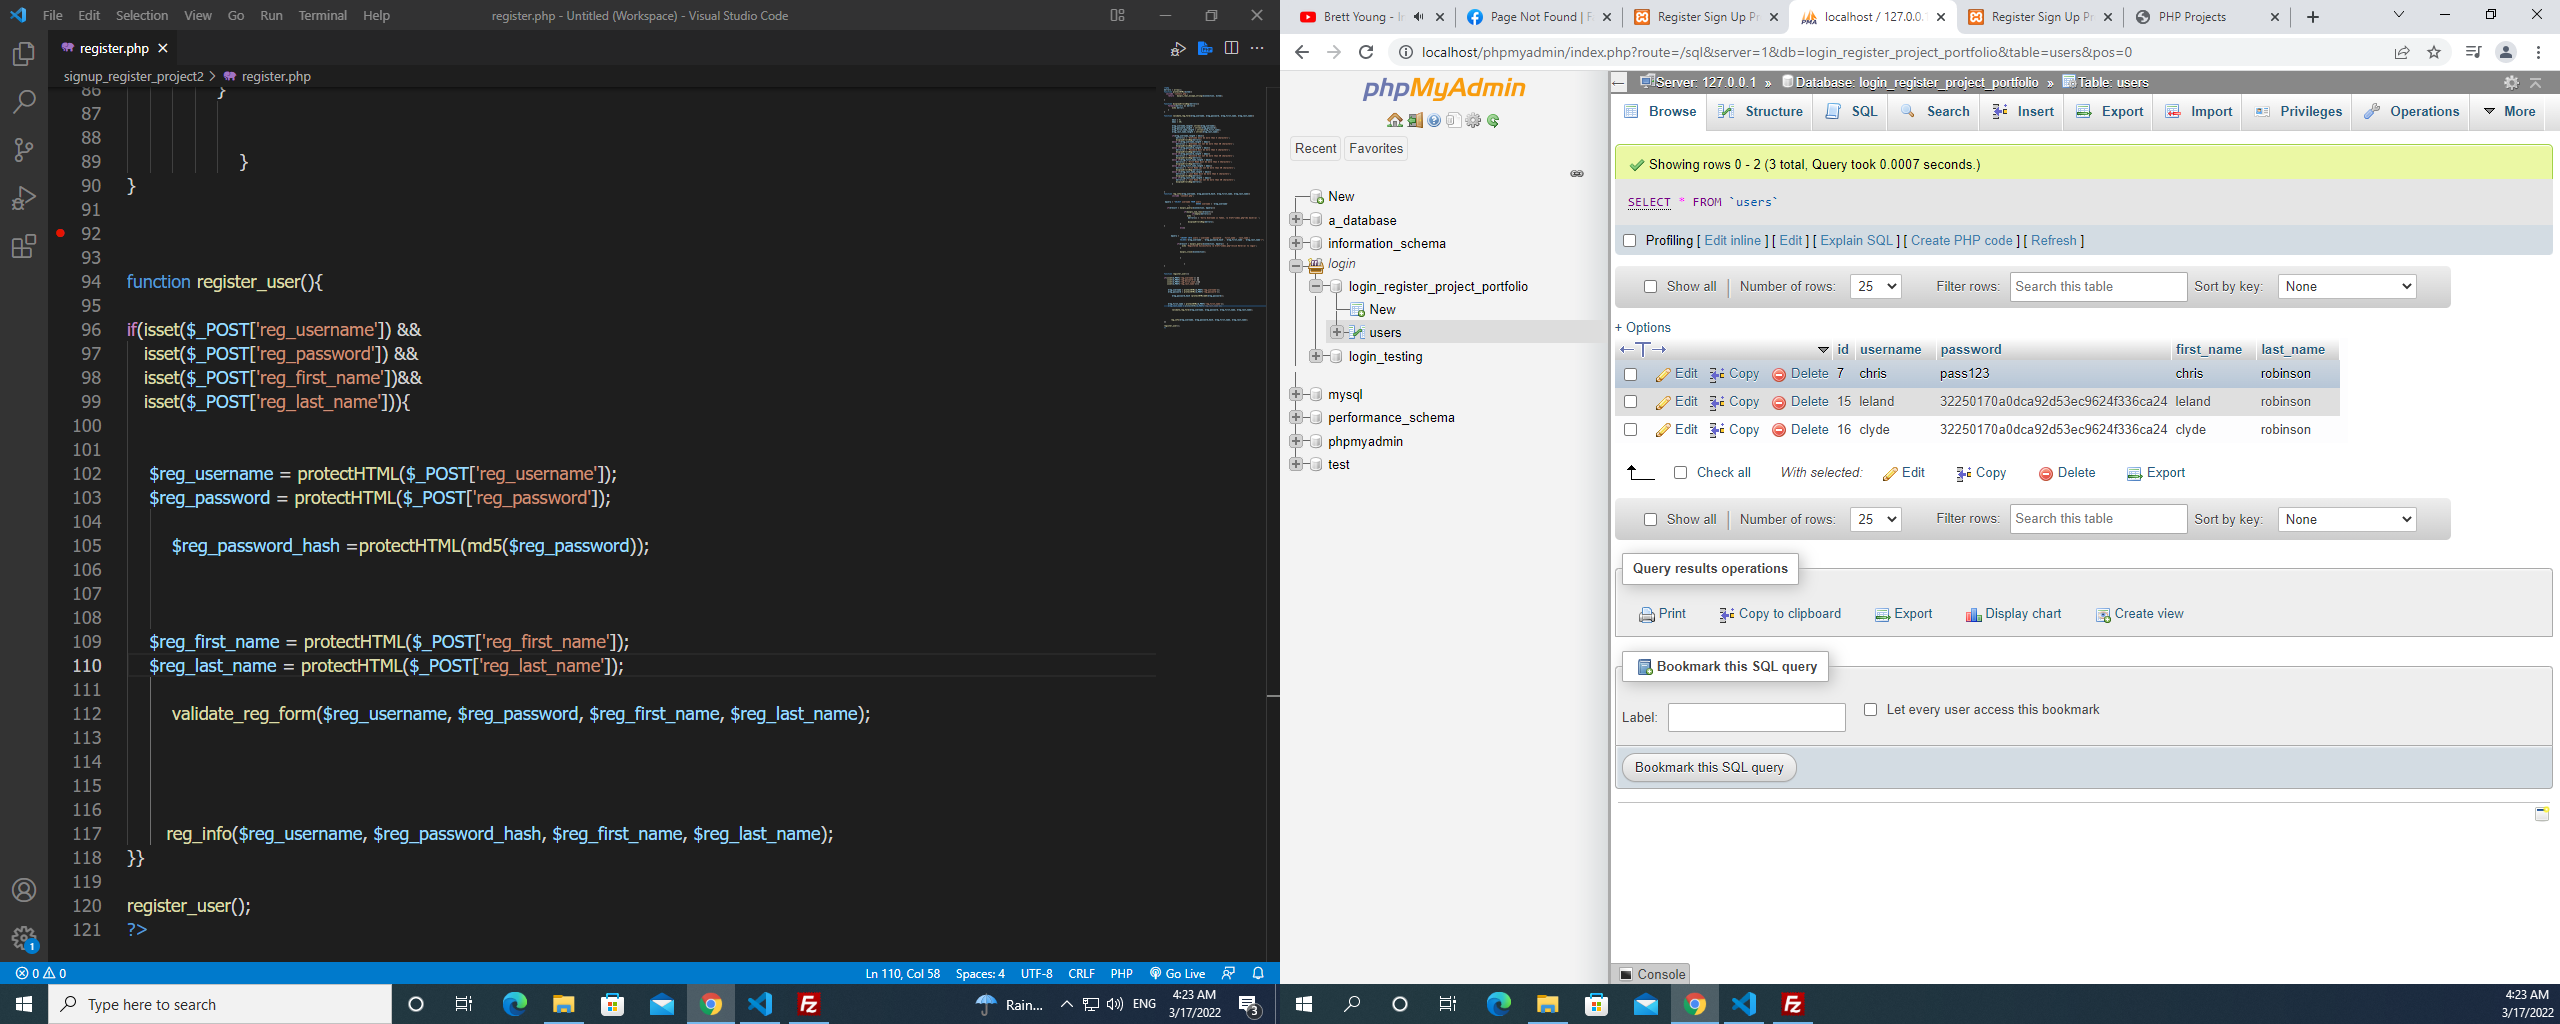 File Edit Selection View Go Run Terminal Help register.php - Untitled (Workspace) - Visual Studio Code
register.php
signup_register_project2 > register.php
86 }
87
88
89 }
90 }
91
92
93
94 function register_user(){
95
96 if(isset($_POST['reg_username']) &&
97 isset($_POST['reg_password']) &&
98 isset($_POST['reg_first_name'])&&
99 isset($_POST['reg_last_name'])){
100
101
102 $reg_username = protectHTML($_POST['reg_username']);
103 $reg_password = protectHTML($_POST['reg_password']);
104
105 $reg_password_hash =protectHTML(md5($reg_password));
106
107
108
109 $reg_first_name = protectHTML($_POST['reg_first_name']);
110 $reg_last_name = protectHTML($_POST['reg_last_name']);
111
112 validate_reg_form($reg_username, $reg_password, $reg_first_name, $reg_last_name);
113
114
115
116
117 reg_info($reg_username, $reg_password_hash, $reg_first_name, $reg_last_name);
118 }}
119
120 register_user();
121 ?>
1
0 0 Ln 110, Col 58 Spaces: 4 UTF-8 CRLF PHP Go Live
Type here to search
Rain... ENG 4:23 AM
3/17/2022
3
Brett Young - I
Page Not Found | F
Register Sign Up P
localhost / 127.0.0.
Register Sign Up P
PHP Projects
localhost/phpmyadmin/index.php?route=/sql&server=1&db=login_register_project_portfolio&table=users&pos=0
phpMyAdmin
Recent Favorites
New
a_database
information_schema
login
login_register_project_portfolio
New
users
login_testing
mysql
performance_schema
phpmyadmin
test
Server: 127.0.0.1 » Database: login_register_project_portfolio » Table: users
Browse Structure SQL Search Insert Export Import Privileges Operations More
Showing rows 0 - 2 (3 total, Query took 0.0007 seconds.)
SELECT * FROM `users`
Profiling [ Edit inline ] [ Edit ] [ Explain SQL ] [ Create PHP code ] [ Refresh ]
Show all Number of rows: 25 Filter rows: Search this table Sort by key: None
+ Options
id username password first_name last_name
Edit Copy Delete 7 chris pass123 chris robinson
Edit Copy Delete 15 leland 32250170a0dca92d53ec9624f336ca24 leland robinson
Edit Copy Delete 16 clyde 32250170a0dca92d53ec9624f336ca24 clyde robinson
Check all With selected: Edit Copy Delete Export
Show all Number of rows: 25 Filter rows: Search this table Sort by key: None
Query results operations
Print Copy to clipboard Export Display chart Create view
Bookmark this SQL query
Label: Let every user access this bookmark
Bookmark this SQL query
Console
4:23 AM
3/17/2022